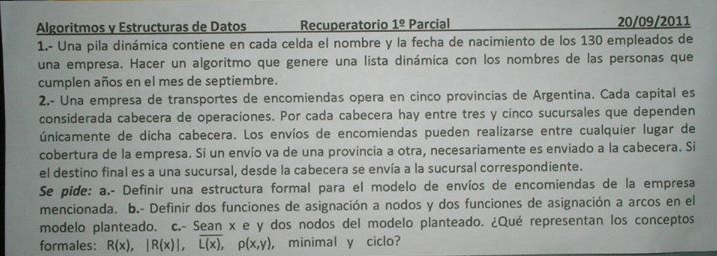 Algoritmos y Estructuras de Datos Recuperatorio 1º Parcial 20/09/2011
1.- Una pila dinámica contiene en cada celda el nombre y la fecha de nacimiento de los 130 empleados de
una empresa. Hacer un algoritmo que genere una lista dinámica con los nombres de las personas que
cumplen años en el mes de septiembre.
2.- Una empresa de transportes de encomiendas opera en cinco provincias de Argentina. Cada capital es
considerada cabecera de operaciones. Por cada cabecera hay entre tres y cinco sucursales que dependen
únicamente de dicha cabecera. Los envíos de encomiendas pueden realizarse entre cualquier lugar de
cobertura de la empresa. Si un envío va de una provincia a otra, necesariamente es enviado a la cabecera. Si
el destino final es a una sucursal, desde la cabecera se envía a la sucursal correspondiente.
Se pide: a.- Definir una estructura formal para el modelo de envíos de encomiendas de la empresa
mencionada. b.- Definir dos funciones de asignación a nodos y dos funciones de asignación a arcos en el
modelo planteado. c.- Sean x e y dos nodos del modelo planteado. ¿Qué representan los conceptos
formales: R(x), |R(x)|, L̅(̅x̅)̅, ρ(x,y), minimal y ciclo?